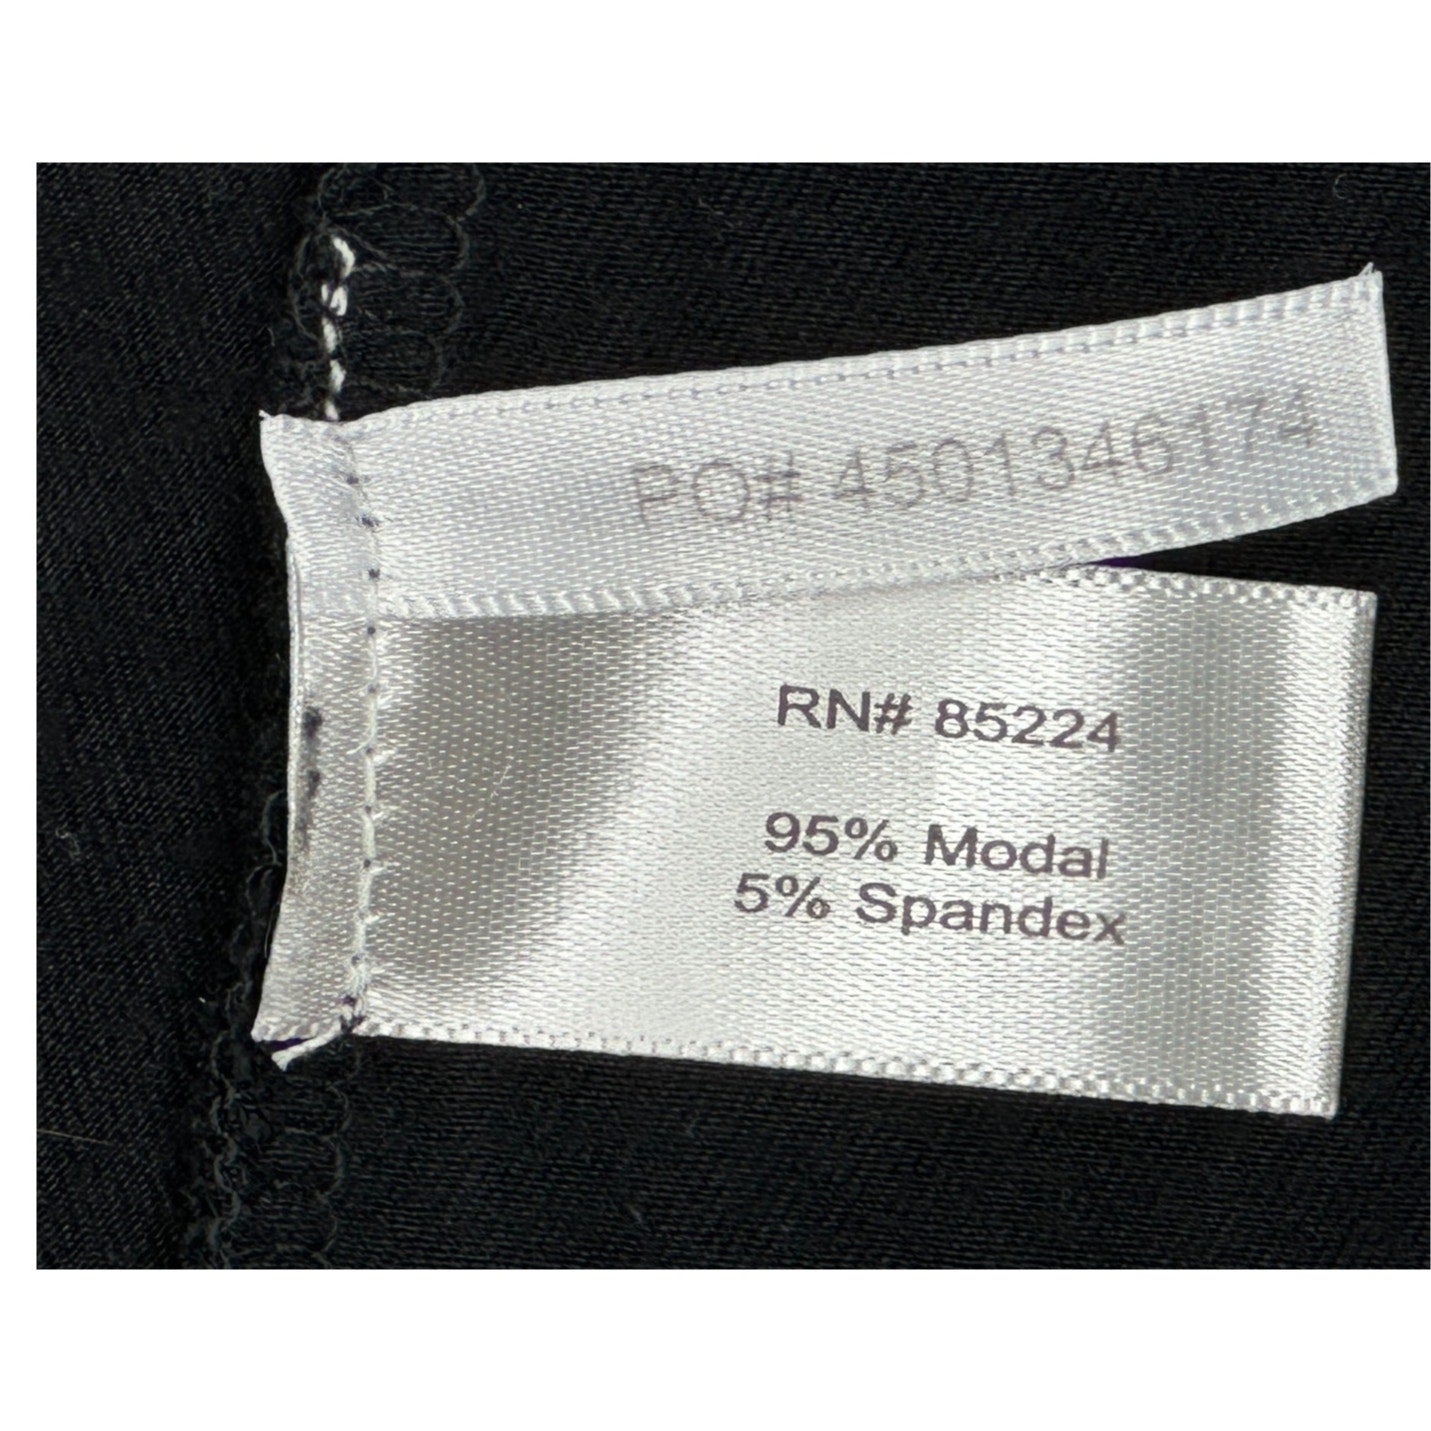 PO# 4501346174
RN# 85224
95% Modal
5% Spandex